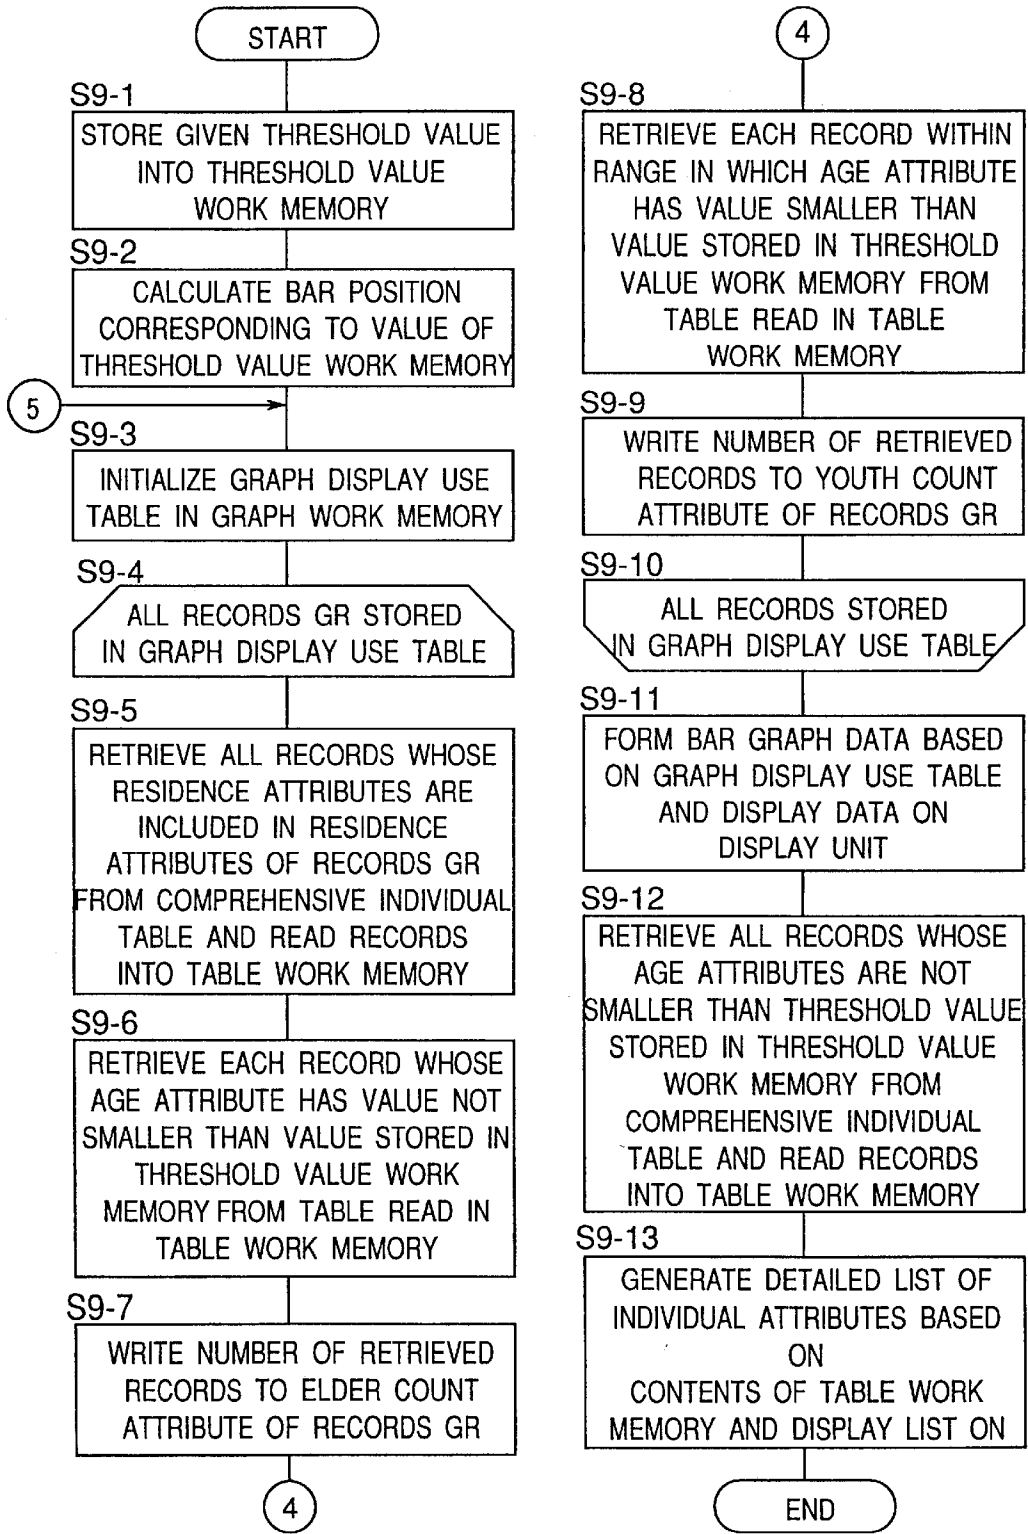 START
S9-1
STORE GIVEN THRESHOLD VALUE
INTO THRESHOLD VALUE
WORK MEMORY
S9-2
CALCULATE BAR POSITION
CORRESPONDING TO VALUE OF
THRESHOLD VALUE WORK MEMORY
5
S9-3
INITIALIZE GRAPH DISPLAY USE
TABLE IN GRAPH WORK MEMORY
S9-4
ALL RECORDS GR STORED
IN GRAPH DISPLAY USE TABLE
S9-5
RETRIEVE ALL RECORDS WHOSE
RESIDENCE ATTRIBUTES ARE
INCLUDED IN RESIDENCE
ATTRIBUTES OF RECORDS GR
FROM COMPREHENSIVE INDIVIDUAL
TABLE AND READ RECORDS
INTO TABLE WORK MEMORY
S9-6
RETRIEVE EACH RECORD WHOSE
AGE ATTRIBUTE HAS VALUE NOT
SMALLER THAN VALUE STORED IN
THRESHOLD VALUE WORK
MEMORY FROM TABLE READ IN
TABLE WORK MEMORY
S9-7
WRITE NUMBER OF RETRIEVED
RECORDS TO ELDER COUNT
ATTRIBUTE OF RECORDS GR
4
4
S9-8
RETRIEVE EACH RECORD WITHIN
RANGE IN WHICH AGE ATTRIBUTE
HAS VALUE SMALLER THAN
VALUE STORED IN THRESHOLD
VALUE WORK MEMORY FROM
TABLE READ IN TABLE
WORK MEMORY
S9-9
WRITE NUMBER OF RETRIEVED
RECORDS TO YOUTH COUNT
ATTRIBUTE OF RECORDS GR
S9-10
ALL RECORDS STORED
IN GRAPH DISPLAY USE TABLE
S9-11
FORM BAR GRAPH DATA BASED
ON GRAPH DISPLAY USE TABLE
AND DISPLAY DATA ON
DISPLAY UNIT
S9-12
RETRIEVE ALL RECORDS WHOSE
AGE ATTRIBUTES ARE NOT
SMALLER THAN THRESHOLD VALUE
STORED IN THRESHOLD VALUE
WORK MEMORY FROM
COMPREHENSIVE INDIVIDUAL
TABLE AND READ RECORDS
INTO TABLE WORK MEMORY
S9-13
GENERATE DETAILED LIST OF
INDIVIDUAL ATTRIBUTES BASED
ON
CONTENTS OF TABLE WORK
MEMORY AND DISPLAY LIST ON
END